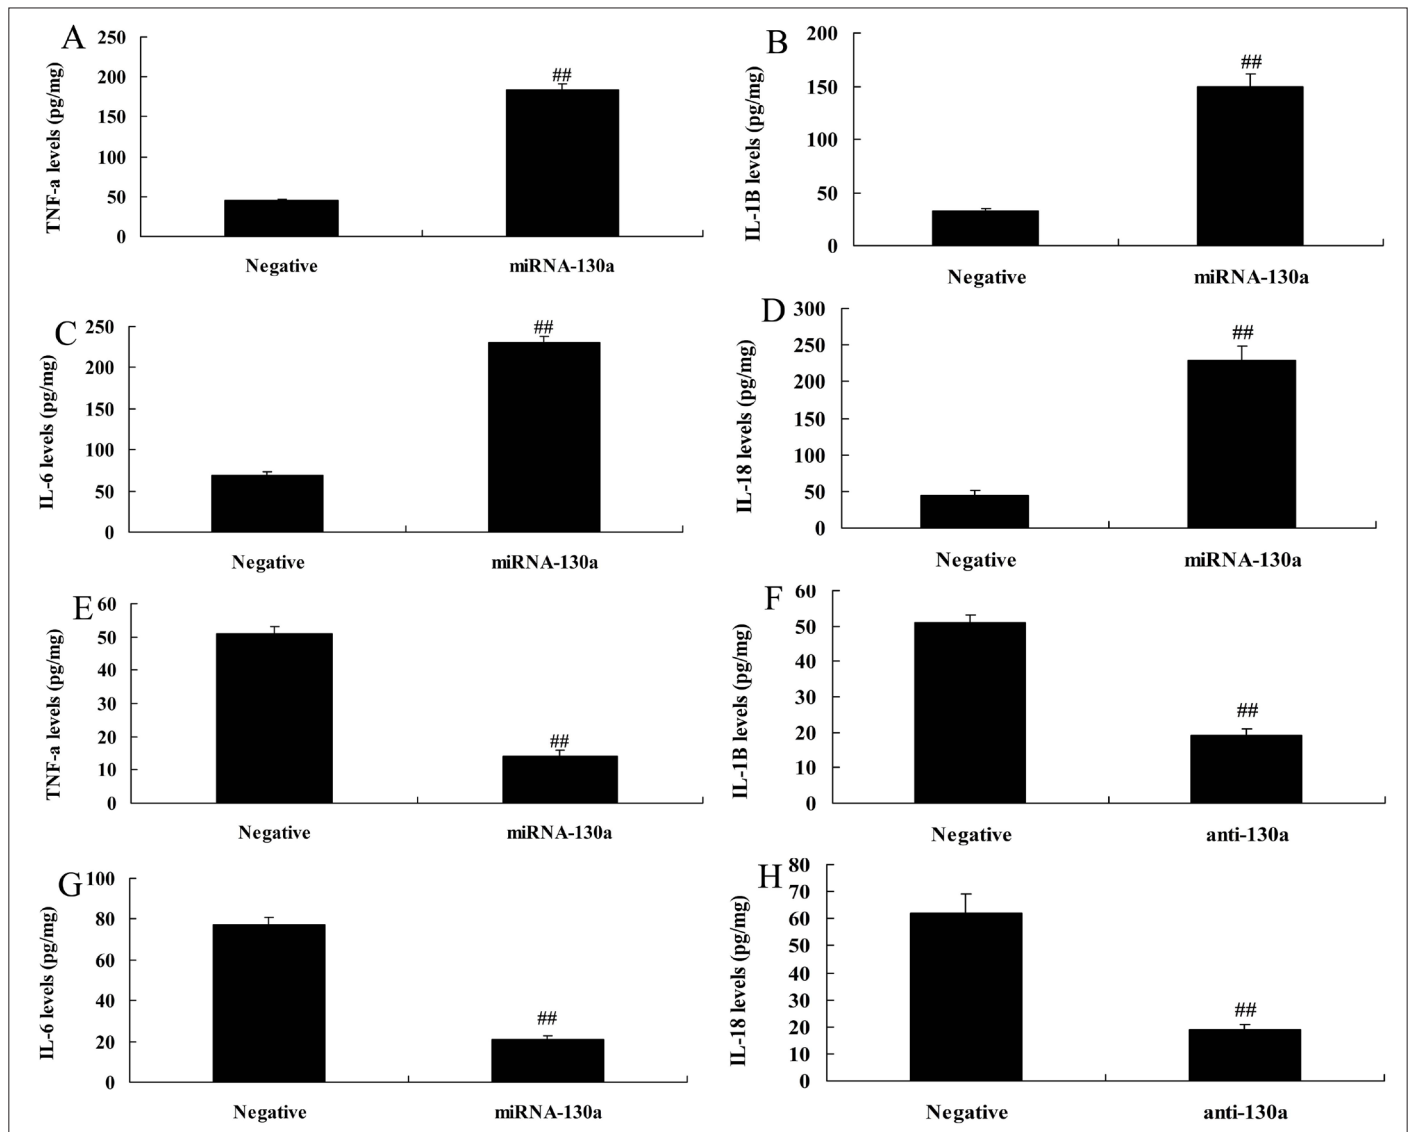 A
TNF-a levels (pg/mg)
250
200
150
100
50
0
##
Negative
miRNA-130a
B
IL-1B levels (pg/mg)
200
150
100
50
0
##
Negative
miRNA-130a
C
IL-6 levels (pg/mg)
250
200
150
100
50
0
##
Negative
miRNA-130a
D
IL-18 levels (pg/mg)
300
250
200
150
100
50
0
##
Negative
miRNA-130a
E
TNF-a levels (pg/mg)
60
50
40
30
20
10
0
##
Negative
miRNA-130a
F
IL-1B levels (pg/mg)
60
50
40
30
20
10
0
##
Negative
anti-130a
G
IL-6 levels (pg/mg)
100
80
60
40
20
0
##
Negative
miRNA-130a
H
IL-18 levels (pg/mg)
80
70
60
50
40
30
20
10
0
##
Negative
anti-130a